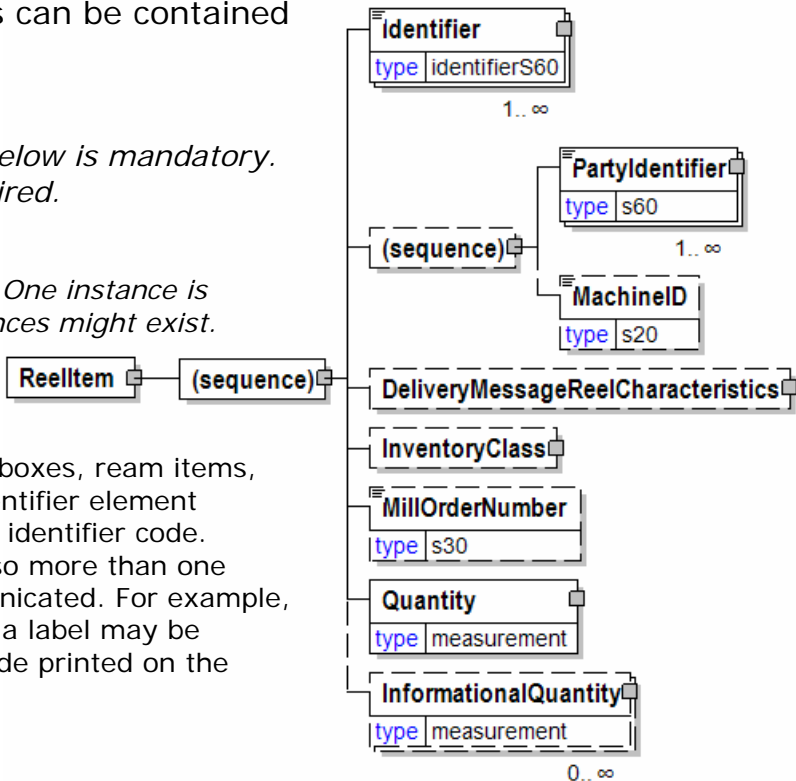 s can be contained
elow is mandatory.
ired.
One instance is
nces might exist.
boxes, ream items,
entifier element
identifier code.
so more than one
unicated. For example,
a label may be
de printed on the
ReelItem
(sequence)
Identifier
type identifierS60
1.. ∞
(sequence)
PartyIdentifier
type s60
1.. ∞
MachineID
type s20
DeliveryMessageReelCharacteristics
InventoryClass
MillOrderNumber
type s30
Quantity
type measurement
InformationalQuantity
type measurement
0.. ∞